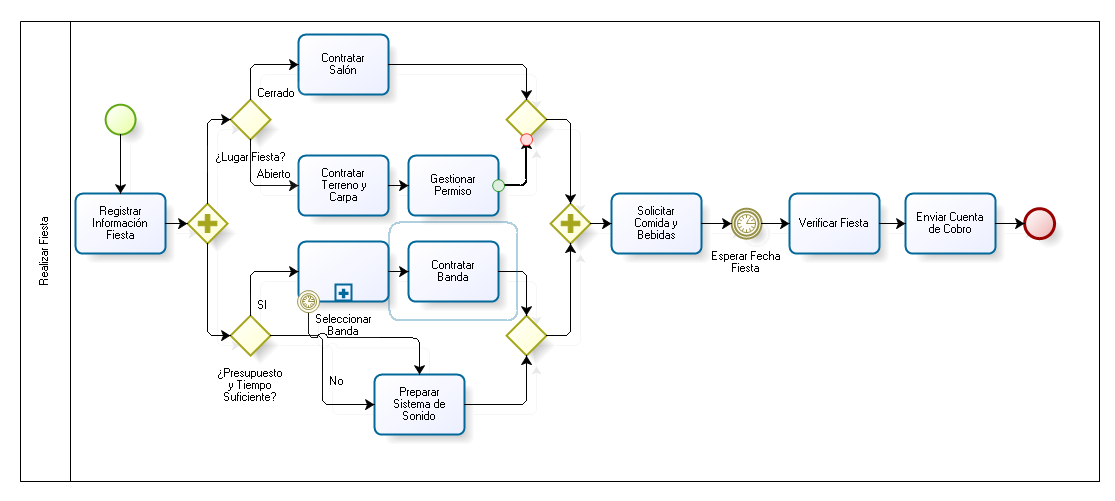 Realizar Fiesta
Registrar
Información
Fiesta
¿Lugar Fiesta?
Cerrado
Abierto
Contratar
Salón
Contratar
Terreno y
Carpa
Gestionar
Permiso
¿Presupuesto
y Tiempo
Suficiente?
SI
No
Seleccionar
Banda
Contratar
Banda
Preparar
Sistema de
Sonido
Solicitar
Comida y
Bebidas
Esperar Fecha
Fiesta
Verificar Fiesta
Enviar Cuenta
de Cobro